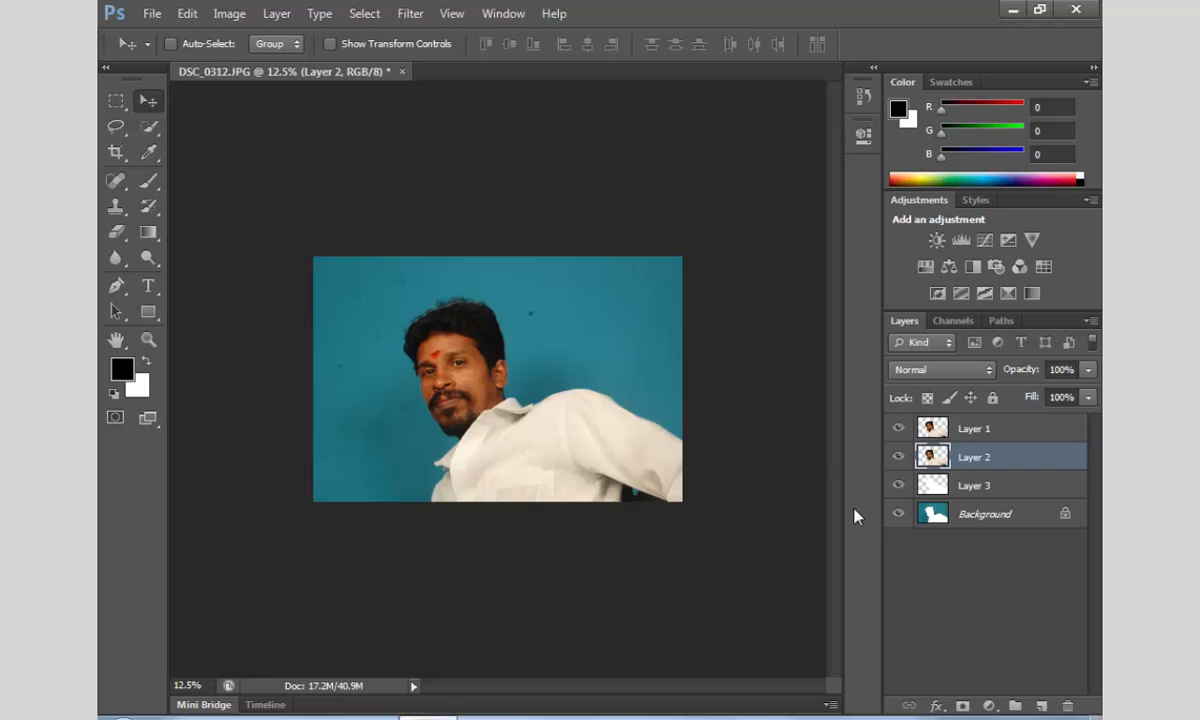 Ps File Edit Image Layer Type Select Filter View Window Help
Auto-Select: Group Show Transform Controls
DSC_0312.JPG @ 12.5% (Layer 2, RGB/8) * ×
Color Swatches
R 0
G 0
B 0
Adjustments Styles
Add an adjustment
Layers Channels Paths
Kind
Normal Opacity: 100%
Lock: Fill: 100%
Layer 1
Layer 2
Layer 3
Background
12.5% Doc: 17.2M/40.9M
Mini Bridge Timeline